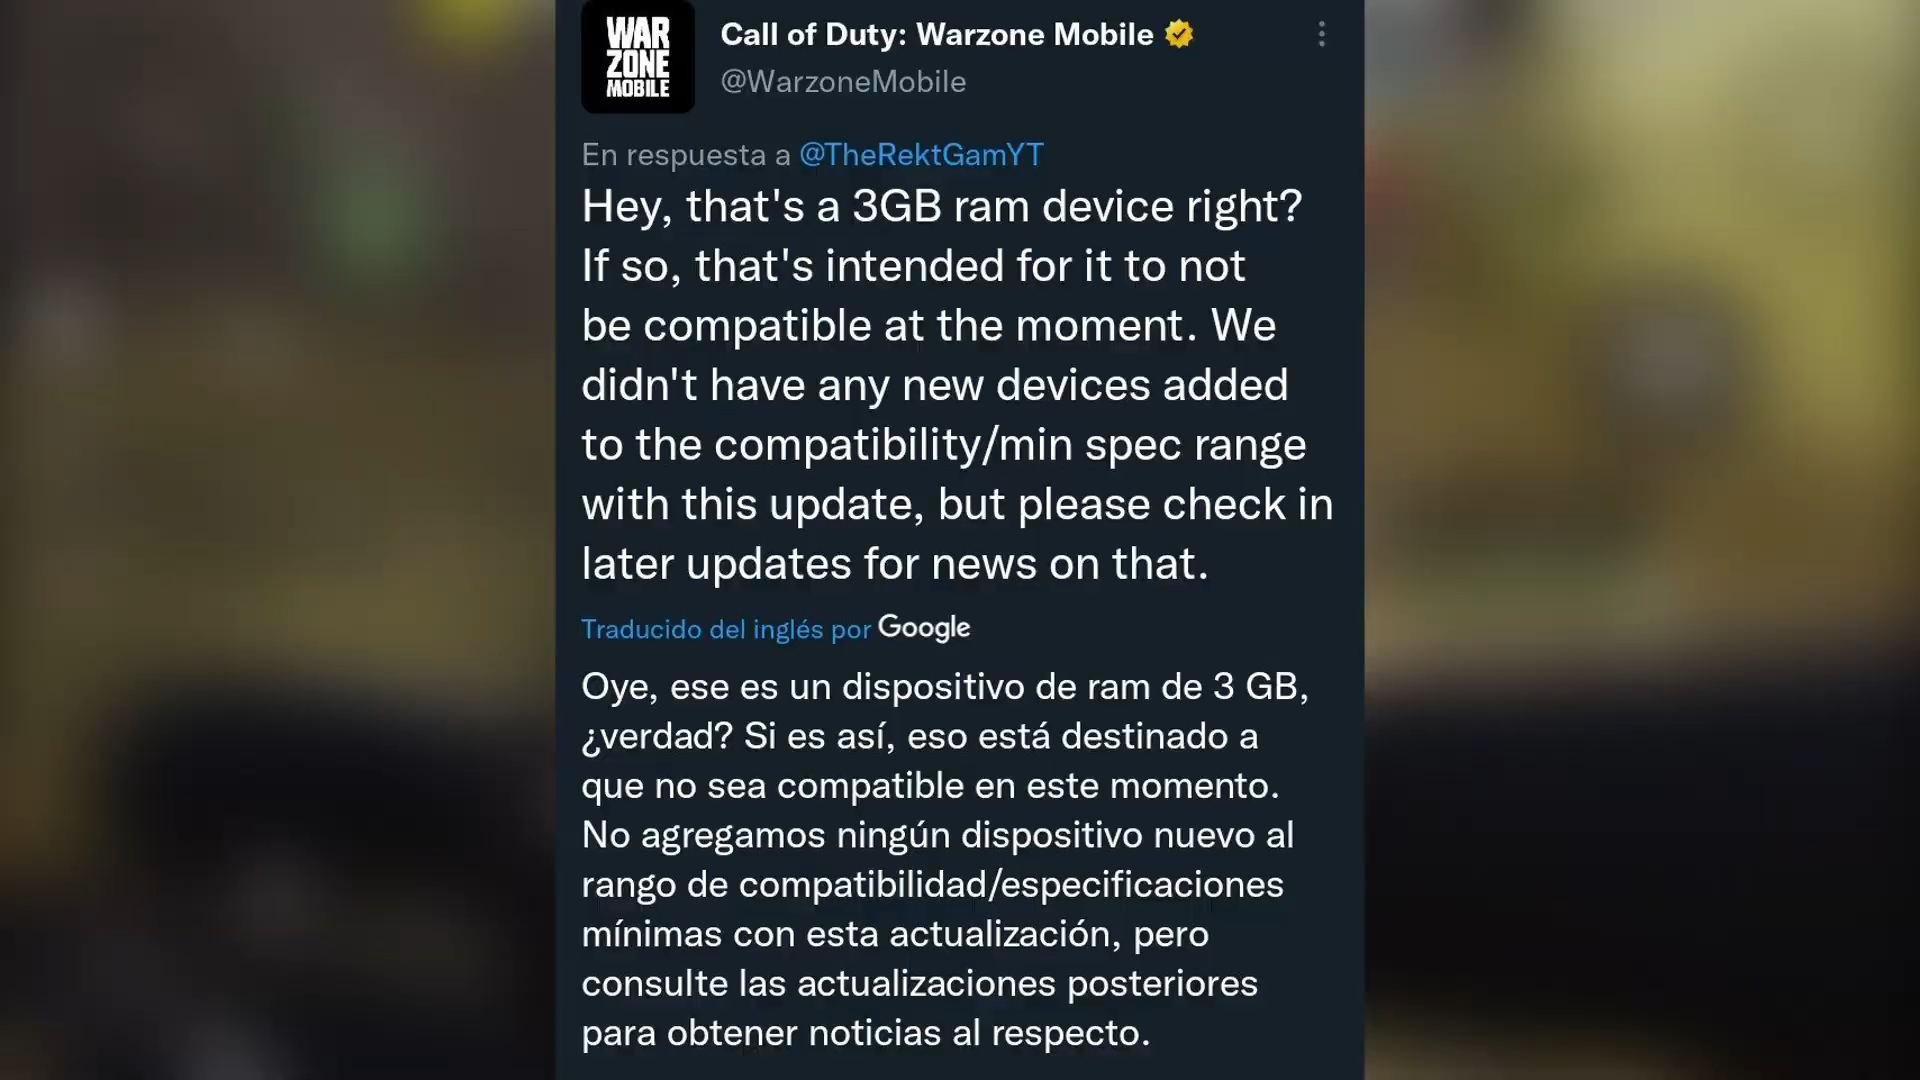 WAR
ZONE
MOBILE
Call of Duty: Warzone Mobile
@WarzoneMobile
En respuesta a @TheRektGamYT
Hey, that's a 3GB ram device right?
If so, that's intended for it to not
be compatible at the moment. We
didn't have any new devices added
to the compatibility/min spec range
with this update, but please check in
later updates for news on that.
Traducido del inglés por Google
Oye, ese es un dispositivo de ram de 3 GB,
¿verdad? Si es así, eso está destinado a
que no sea compatible en este momento.
No agregamos ningún dispositivo nuevo al
rango de compatibilidad/especificaciones
mínimas con esta actualización, pero
consulte las actualizaciones posteriores
para obtener noticias al respecto.